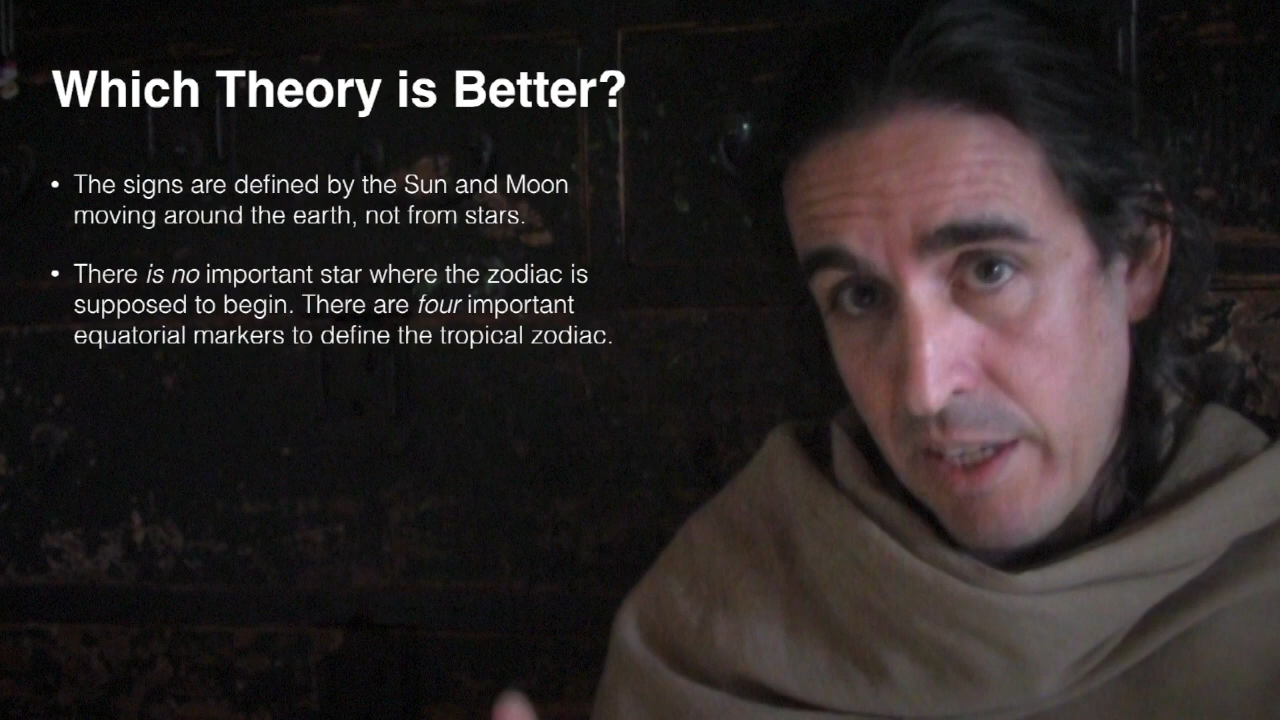 Which Theory is Better?
• The signs are defined by the Sun and Moon
moving around the earth, not from stars.
• There is no important star where the zodiac is
supposed to begin. There are four important
equatorial markers to define the tropical zodiac.